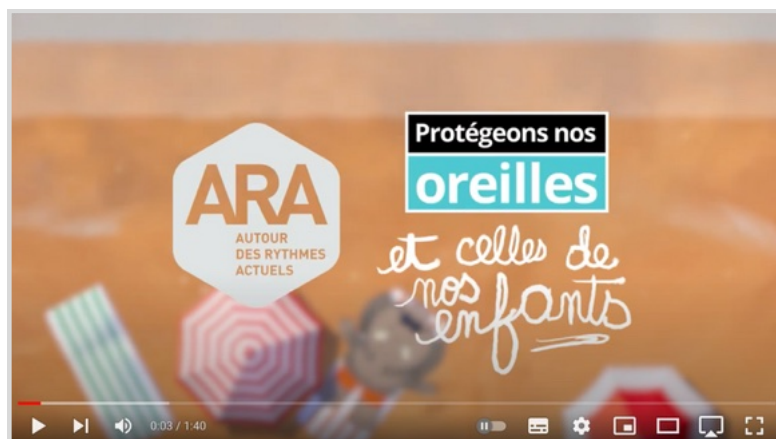 ARA
AUTOUR
DES RYTHMES
ACTUELS
Protégeons nos
oreilles
et celles de
nos
enfants
0:03 / 1:40